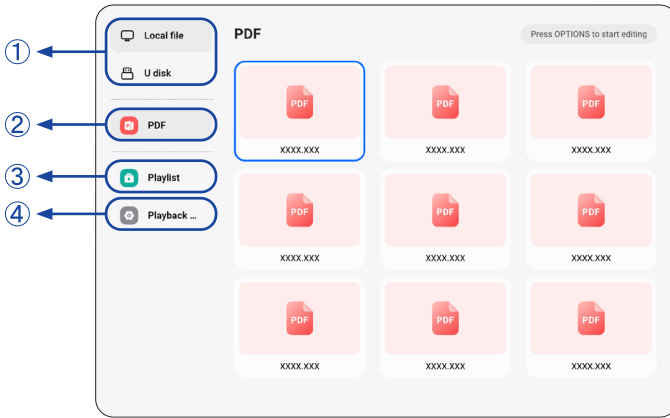 ①
Local file
U disk
②
PDF
③
Playlist
④
Playback ...
PDF
Press OPTIONS to start editing
PDF
PDF
PDF
XXXX.XXX
XXXX.XXX
XXXX.XXX
PDF
PDF
PDF
XXXX.XXX
XXXX.XXX
XXXX.XXX
PDF
PDF
PDF
XXXX.XXX
XXXX.XXX
XXXX.XXX